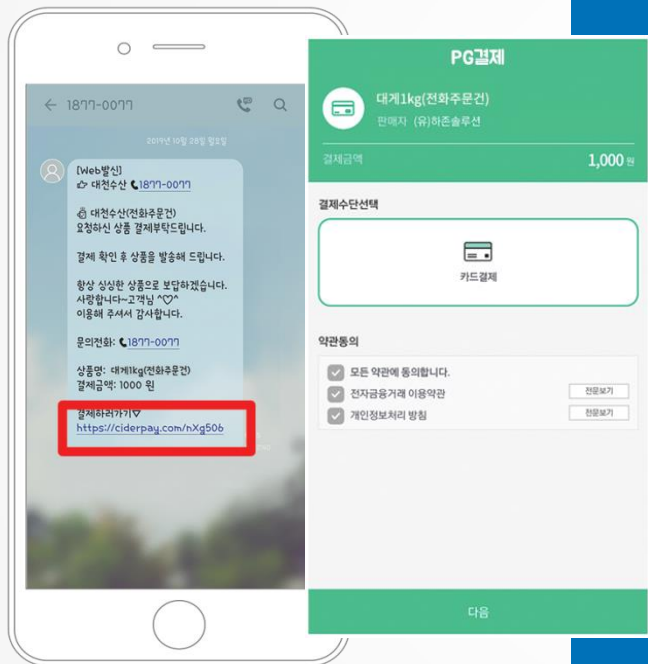 1877-0077
2019년 10월 28일 월요일
[Web발신]
대천수산 1877-0077
대천수산(전화주문건)
요청하신 상품 결제부탁드립니다.
결제 확인 후 상품을 발송해 드립니다.
항상 싱싱한 상품으로 보답하겠습니다.
사랑합니다~고객님 ^♡^
이용해 주셔서 감사합니다.
문의전화: 1877-0077
상품명: 대게1kg(전화주문건)
결제금액: 1000 원
결제하러가기▽
https://ciderpay.com/nXg506
PG결제
대게1kg(전화주문건)
판매자 (유)하존솔루션
결제금액 1,000 원
결제수단선택
카드결제
약관동의
모든 약관에 동의합니다.
전자금융거래 이용약관 전문보기
개인정보처리 방침 전문보기
다음